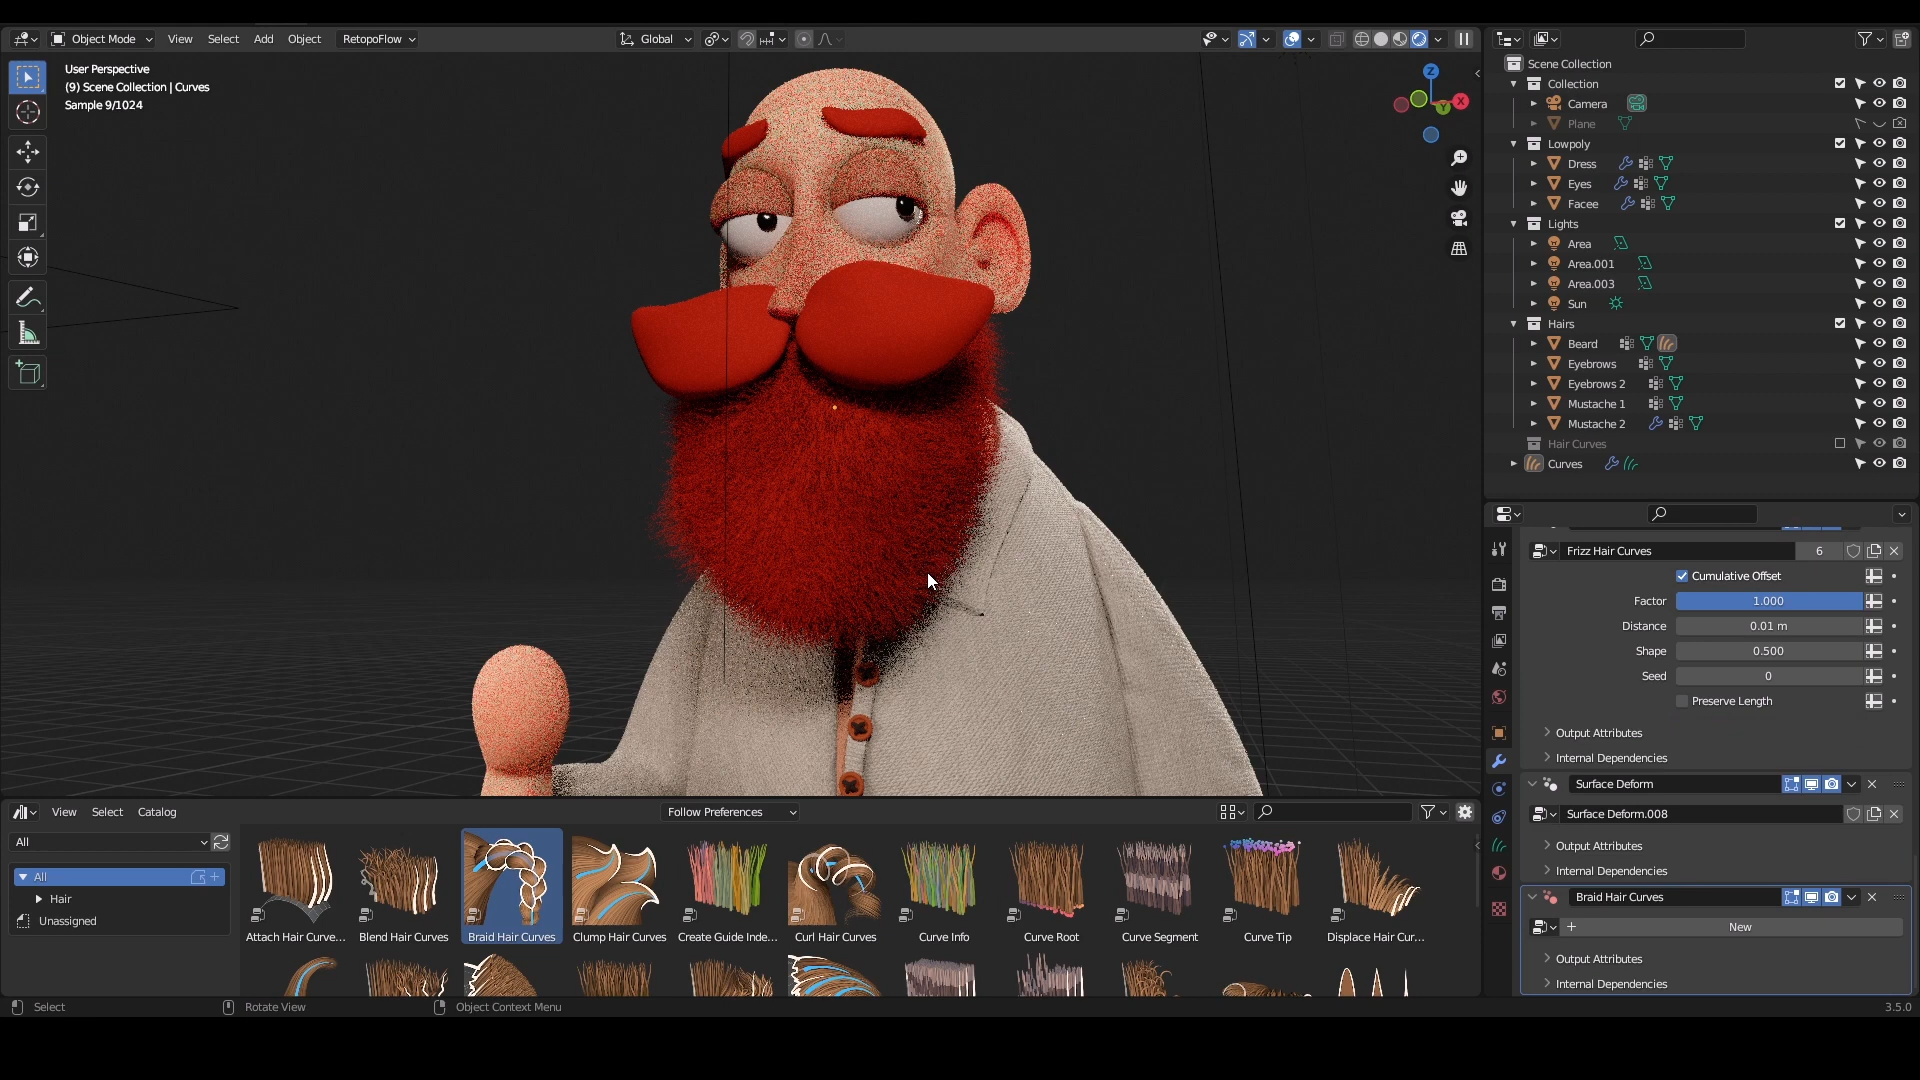 Object Mode View Select Add Object RetopoFlow Global
User Perspective
(9) Scene Collection | Curves
Sample 9/1024
Z
X
Y
Scene Collection
Collection
Camera
Plane
Lowpoly
Dress
Eyes
Facee
Lights
Area
Area.001
Area.003
Sun
Hairs
Beard
Eyebrows
Eyebrows 2
Mustache 1
Mustache 2
Hair Curves
Curves
Frizz Hair Curves 6
Cumulative Offset
Factor 1.000
Distance 0.01 m
Shape 0.500
Seed 0
Preserve Length
Output Attributes
Internal Dependencies
Surface Deform
Surface Deform.008
Output Attributes
Internal Dependencies
Braid Hair Curves
New
Output Attributes
Internal Dependencies
View Select Catalog Follow Preferences
All
All
Hair
Unassigned
Attach Hair Curve... Blend Hair Curves Braid Hair Curves Clump Hair Curves Create Guide Inde... Curl Hair Curves Curve Info Curve Root Curve Segment Curve Tip Displace Hair Cur...
Select Rotate View Object Context Menu 3.5.0